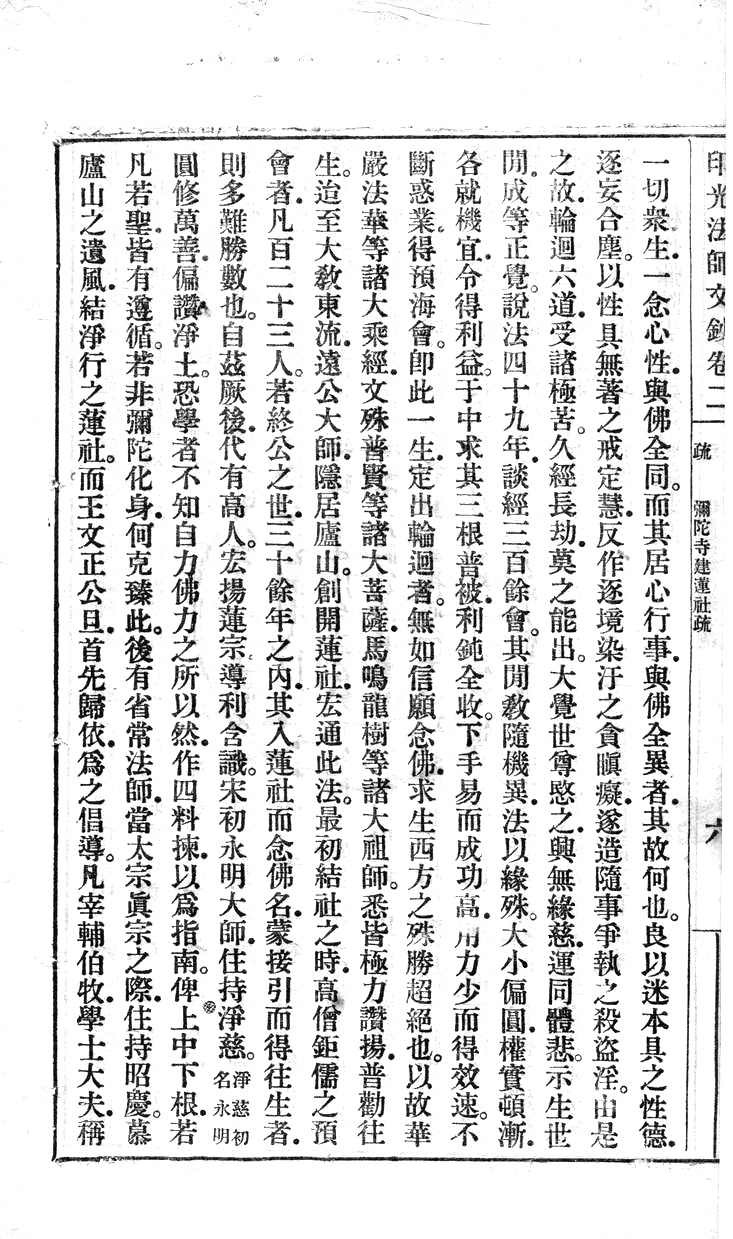 印光法師文鈔卷二
疏
彌陀寺建蓮社疏
六
一切衆生．一念心性．與佛全同。而其居心行事．與佛全異者．其故何也。良以迷本具之性德．
逐妄合塵。以性具無著之戒定慧．反作逐境染汙之貪瞋癡．遂造隨事爭執之殺盜淫。由是
之故．輪迴六道．受諸極苦。久經長劫．莫之能出。大覺世尊愍之．興無緣慈．運同體悲。示生世
間．成等正覺。說法四十九年．談經三百餘會。其間敎隨機異．法以緣殊。大小偏圓．權實頓漸．
各就機宜．令得利益。于中求其三根普被．利鈍全收。下手易而成功高．用力少而得效速。不
斷惑業。得預海會。卽此一生．定出輪迴者。無如信願念佛．求生西方之殊勝超絕也。以故華
嚴法華等諸大乘經．文殊普賢等諸大菩薩．馬鳴龍樹等諸大祖師。悉皆極力讚揚．普勸往
生。迨至大敎東流．遠公大師．隱居廬山。創開蓮社．宏通此法。最初結社之時．高僧鉅儒之預
會者．凡百二十三人。若終公之世．三十餘年之內．其入蓮社而念佛名．蒙接引而得往生者．
則多難勝數也。自茲厥後．代有高人。宏揚蓮宗．導利含識。宋初永明大師．住持淨慈。淨慈初名永明
圓修萬善．偏讚淨土。恐學者不知自力佛力之所以然．作四料揀．以爲指南。俾上中下根．若
凡若聖．皆有遵循。若非彌陀化身．何克臻此。後有省常法師．當太宗眞宗之際．住持昭慶。慕
廬山之遺風．結淨行之蓮社。而王文正公旦．首先歸依．爲之倡導。凡宰輔伯牧．學士大夫．稱